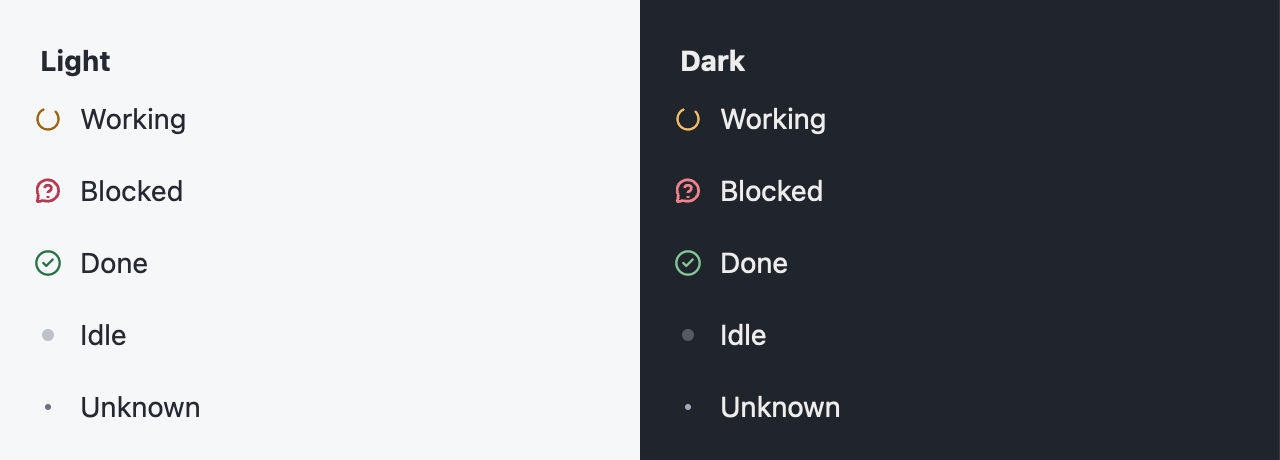 Light
Working
Blocked
Done
Idle
Unknown
Dark
Working
Blocked
Done
Idle
Unknown